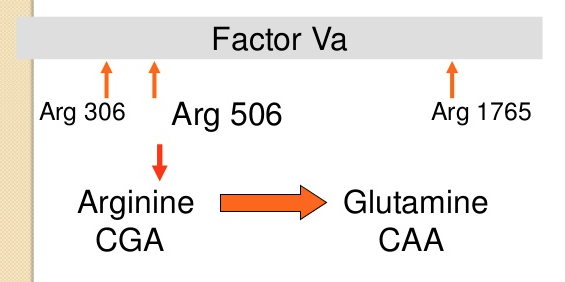 Factor Va
Arg 306
Arg 506
Arg 1765
Arginine
Glutamine
CGA
CAA